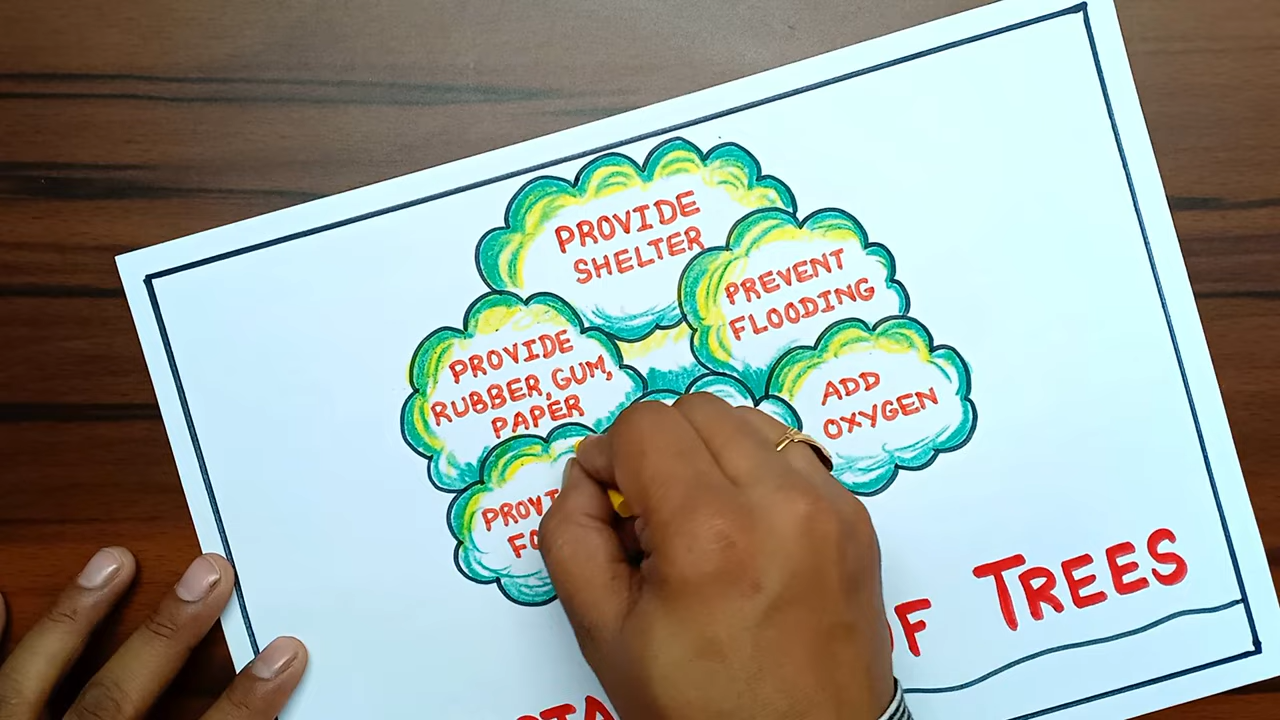 PROVIDE
SHELTER
PREVENT
FLOODING
PROVIDE
RUBBER, GUM,
PAPER
ADD
OXYGEN
TREES